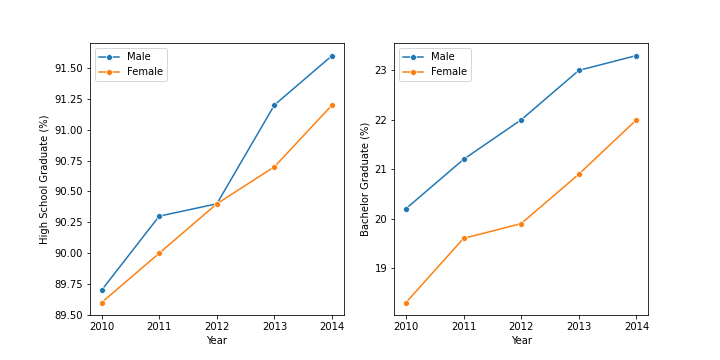 Male
Female
High School Graduate (%)
91.50
91.25
91.00
90.75
90.50
90.25
90.00
89.75
89.50
2010 2011 2012 2013 2014
Year
Male
Female
Bachelor Graduate (%)
23
22
21
20
19
2010 2011 2012 2013 2014
Year